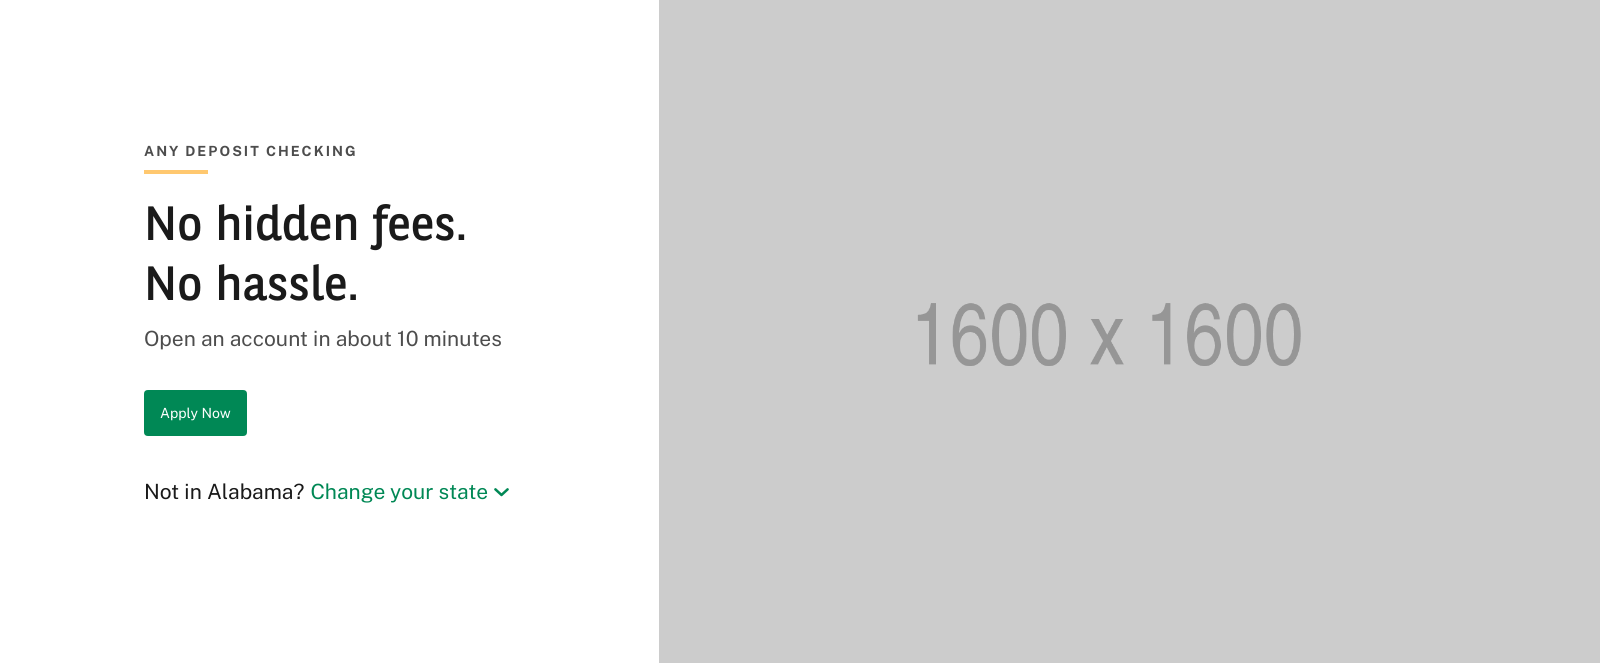 ANY DEPOSIT CHECKING
No hidden fees.
No hassle.
Open an account in about 10 minutes
Apply Now
Not in Alabama? Change your state
1600 x 1600